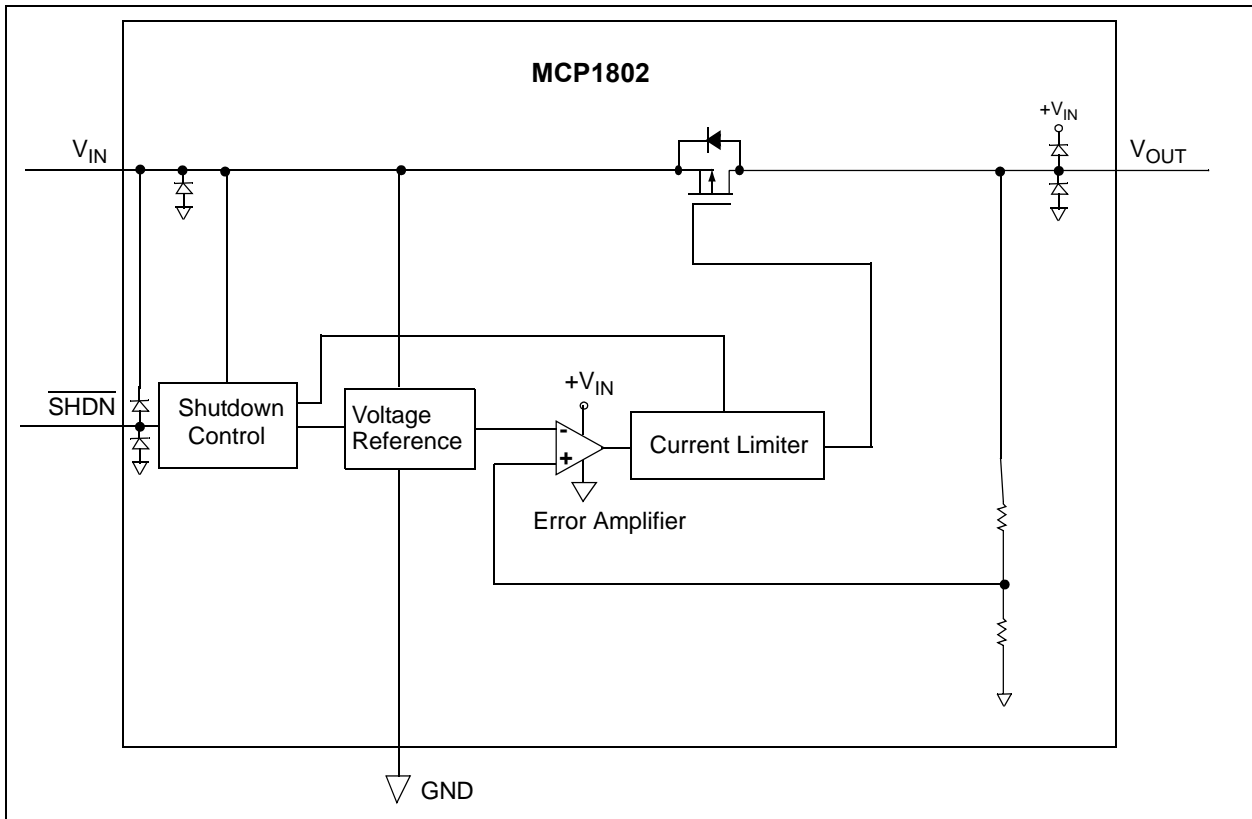 MCP1802
+VIN
VIN
VOUT
SHDN
Shutdown
Control
Voltage
Reference
+VIN
-
+
Current Limiter
Error Amplifier
GND